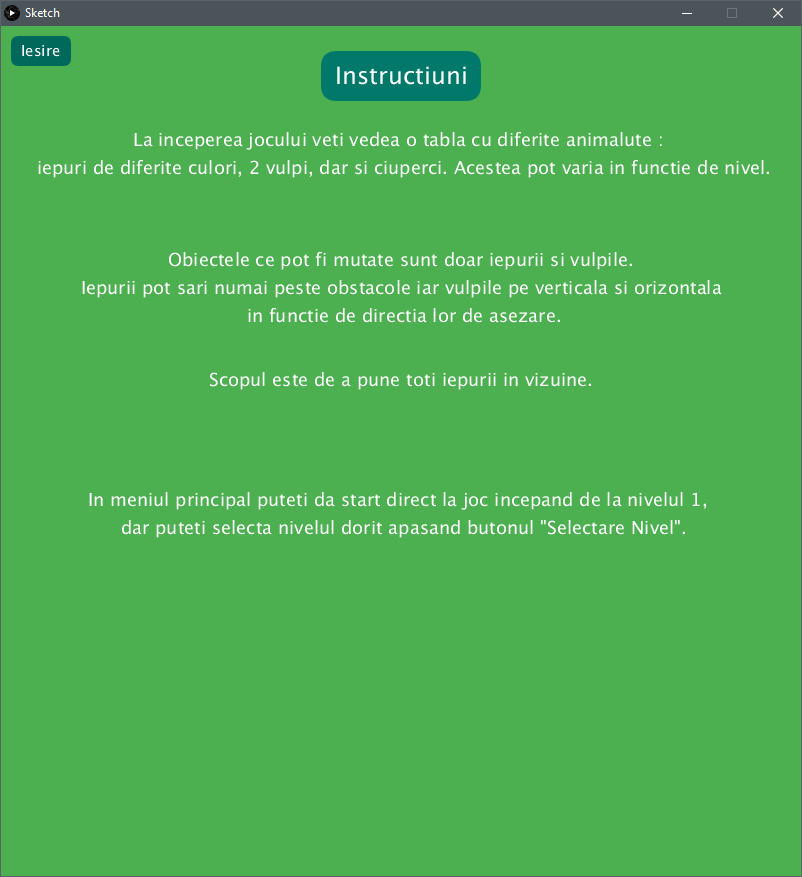 Sketch
Iesire
Instructiuni
La inceperea jocului veti vedea o tabla cu diferite animalute :
iepuri de diferite culori, 2 vulpi, dar si ciuperci. Acestea pot varia in functie de nivel.
Obiectele ce pot fi mutate sunt doar iepurii si vulpile.
Iepurii pot sari numai peste obstacole iar vulpile pe verticala si orizontala
in functie de directia lor de asezare.
Scopul este de a pune toti iepurii in vizuine.
In meniul principal puteti da start direct la joc incepand de la nivelul 1,
dar puteti selecta nivelul dorit apasand butonul "Selectare Nivel".